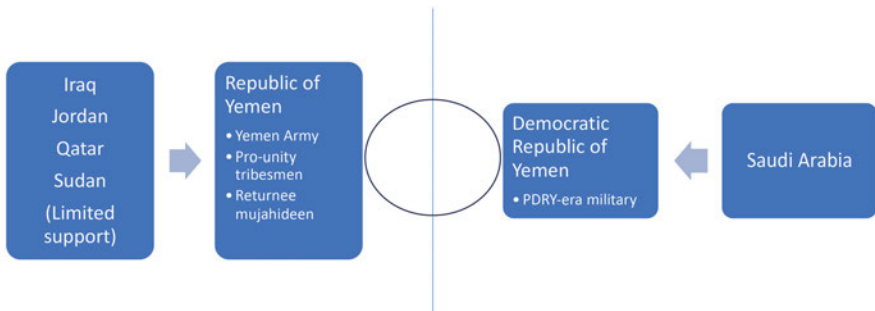 Iraq
Jordan
Qatar
Sudan
(Limited
support)
Republic of
Yemen
• Yemen Army
• Pro-unity
tribesmen
• Returnee
mujahideen
Democratic
Republic of
Yemen
• PDRY-era military
Saudi Arabia